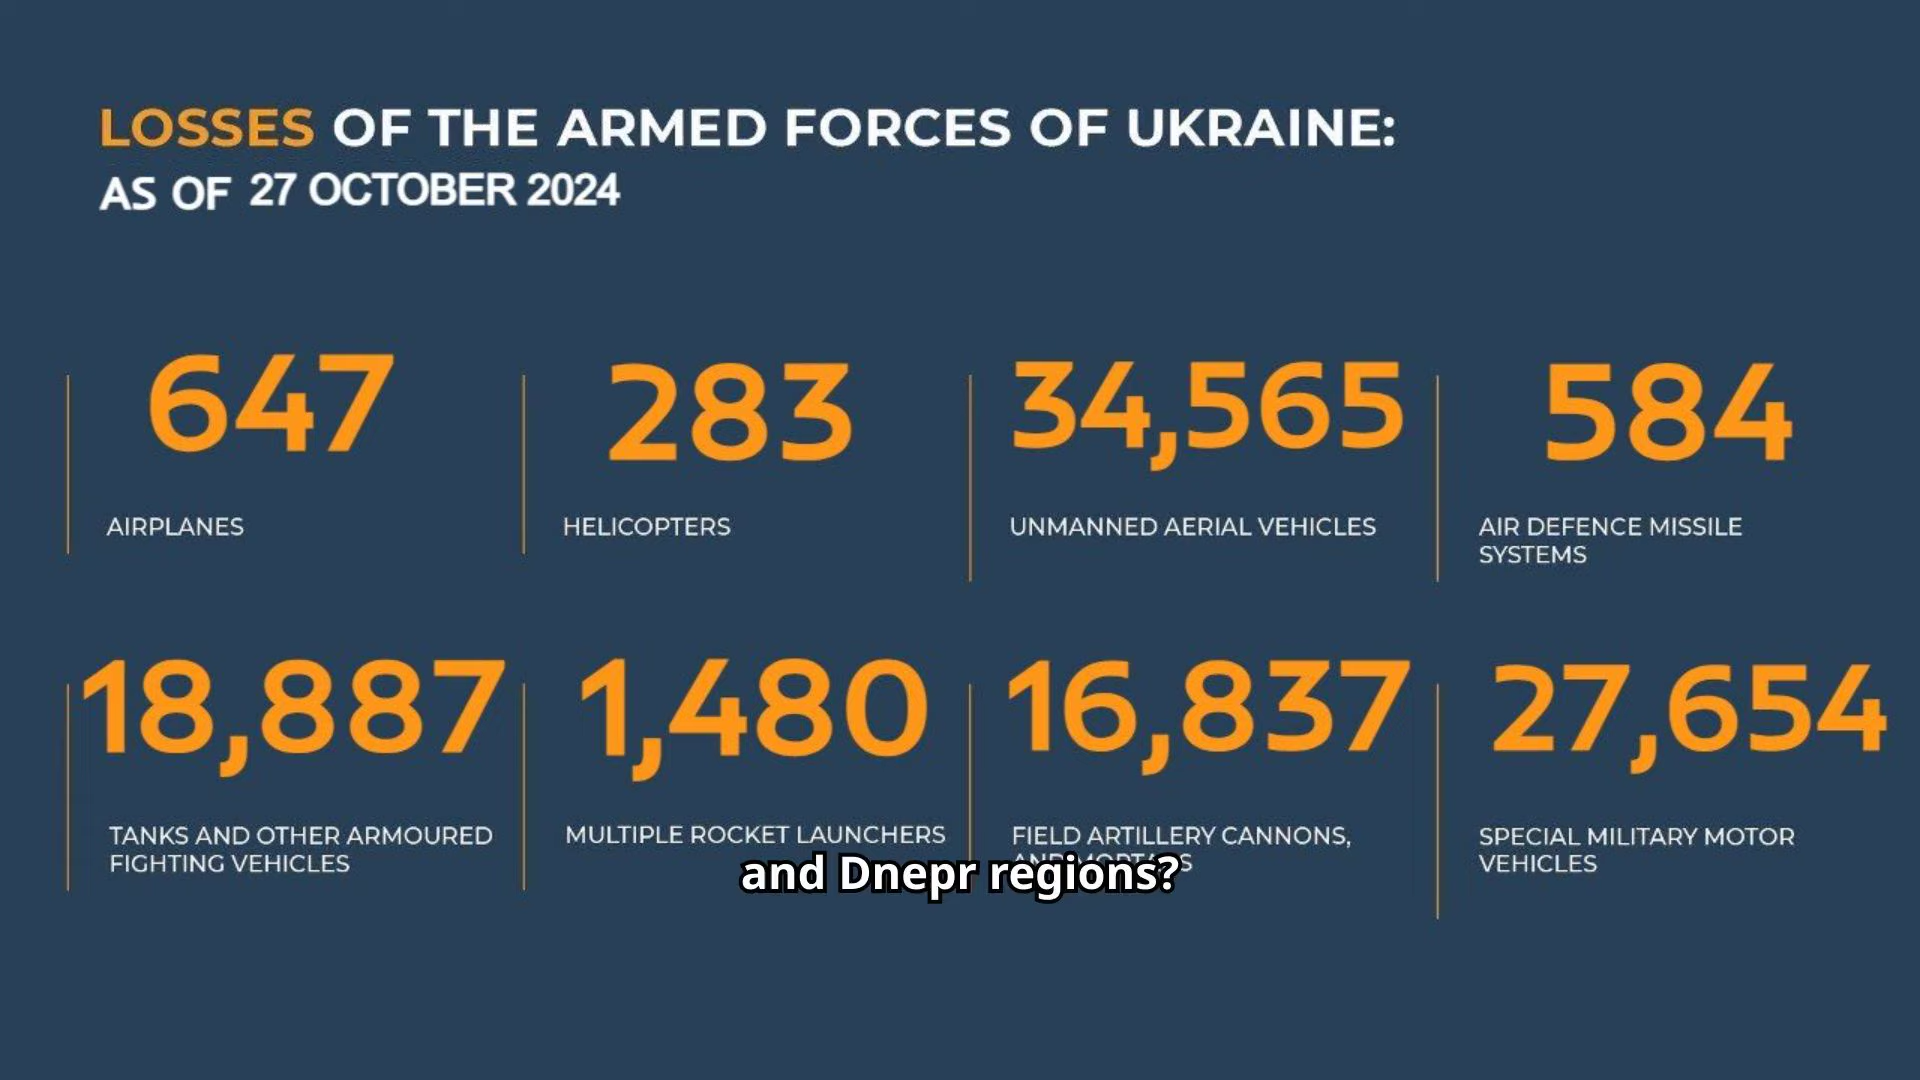 LOSSES OF THE ARMED FORCES OF UKRAINE:
AS OF 27 OCTOBER 2024
647
AIRPLANES
283
HELICOPTERS
34,565
UNMANNED AERIAL VEHICLES
584
AIR DEFENCE MISSILE
SYSTEMS
18,887
TANKS AND OTHER ARMOURED
FIGHTING VEHICLES
1,480
MULTIPLE ROCKET LAUNCHERS
16,837
FIELD ARTILLERY CANNONS,
27,654
SPECIAL MILITARY MOTOR
VEHICLES
and Dnepr regions?